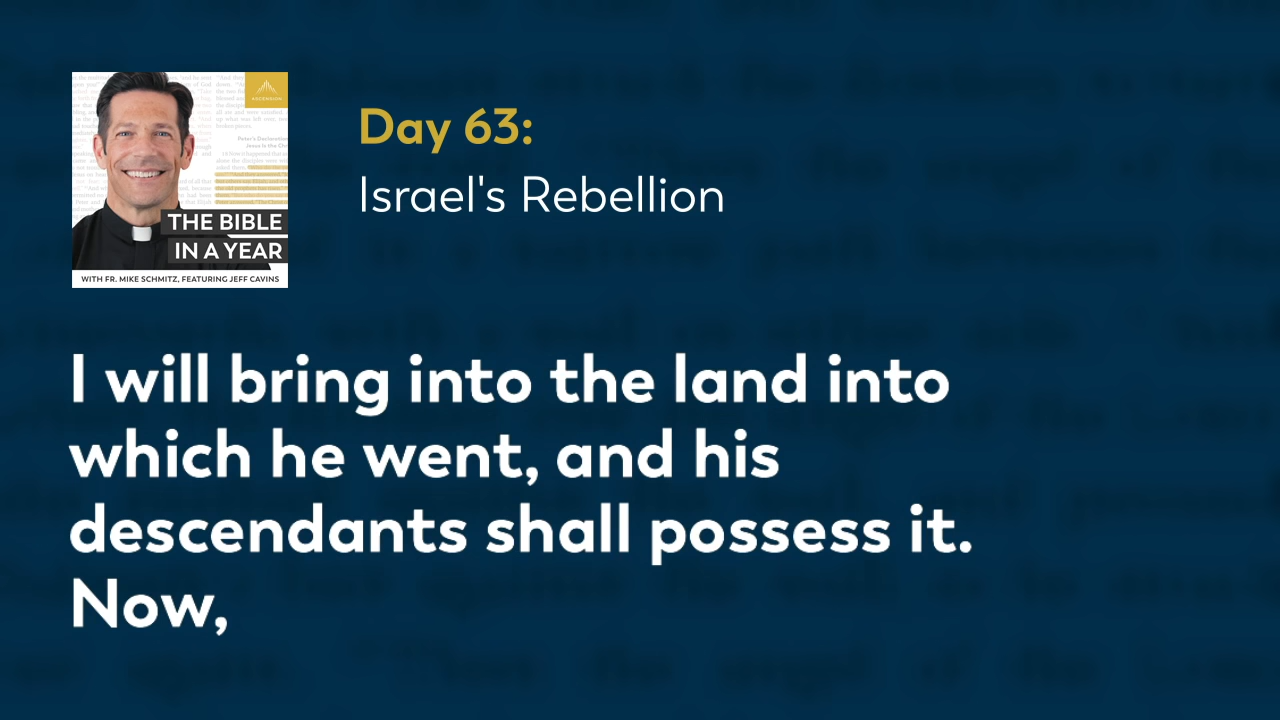 ASCENSION
THE BIBLE
IN A YEAR
WITH FR. MIKE SCHMITZ, FEATURING JEFF CAVINS
Day 63:
Israel's Rebellion
I will bring into the land into
which he went, and his
descendants shall possess it.
Now,